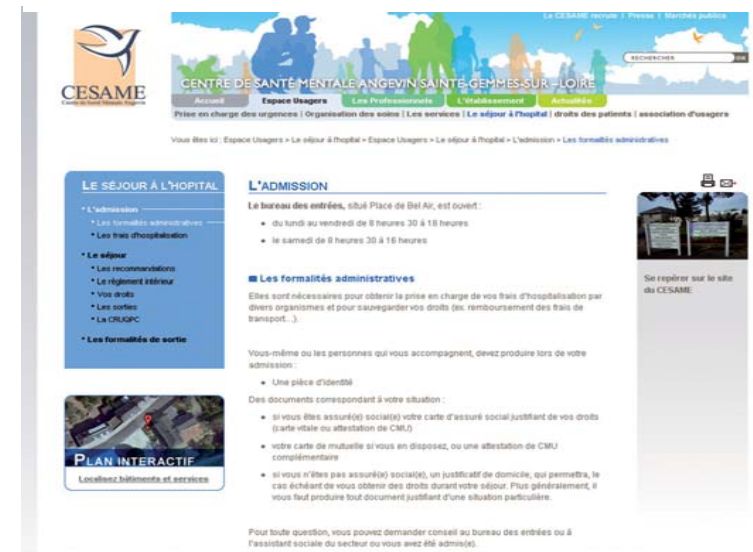 Le CESAME recrute | Presse | Marchés publics
RECHERCHER
OK
CESAME
Centre de Santé Mentale Angevin
CENTRE DE SANTÉ MENTALE ANGEVIN SAINTE-GEMMES-SUR-LOIRE
Accueil Espace Usagers Les Professionnels L'établissement Actualités
Prise en charge des urgences | Organisation des soins | Les services | Le séjour à l'hopital | droits des patients | association d'usagers
Vous êtes ici : Espace Usagers » Le séjour à l'hopital » Espace Usagers » Le séjour à l'hopital » L'admission » Les formalités administratives
LE SÉJOUR À L'HOPITAL
L'admission
Les formalités administratives
Les frais d'hospitalisation
Le séjour
Les recommandations
Le règlement intérieur
Vos droits
Les sorties
La CRUQPC
Les formalités de sortie
PLAN INTERACTIF
Localisez bâtiments et services
L'ADMISSION
Le bureau des entrées, situé Place de Bel Air, est ouvert :
• du lundi au vendredi de 8 heures 30 à 18 heures
• le samedi de 8 heures 30 à 16 heures
Les formalités administratives
Elles sont nécessaires pour obtenir la prise en charge de vos frais d'hospitalisation par
divers organismes et pour sauvegarder vos droits (ex. remboursement des frais de
transport...).
Vous-même ou les personnes qui vous accompagnent, devez produire lors de votre
admission :
• Une pièce d'identité
Des documents correspondant à votre situation :
• si vous êtes assuré(e) social(e) votre carte d'assuré social justifiant de vos droits
(carte vitale ou attestation de CMU)
• votre carte de mutuelle si vous en disposez, ou une attestation de CMU
complémentaire
• si vous n'êtes pas assuré(e) social(e), un justificatif de domicile, qui permettra, le
cas échéant de vous obtenir des droits durant votre séjour. Plus généralement, il
vous faut produire tout document justifiant d'une situation particulière.
Pour toute question, vous pouvez demander conseil au bureau des entrées ou à
l'assistant sociale du secteur ou vous avez été admis(e).
Se repérer sur le site
du CESAME